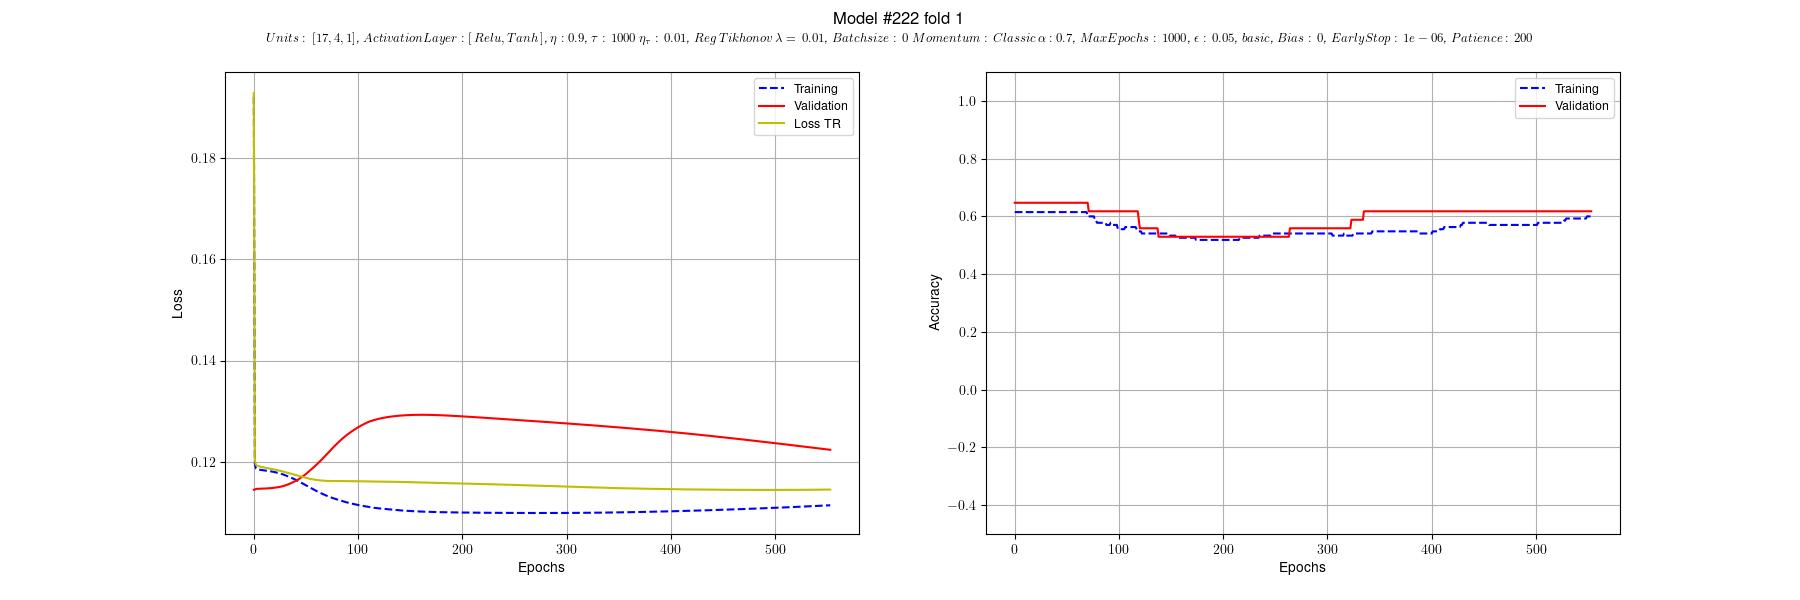 Model #222 fold 1
Units : [17, 4, 1], ActivationLayer : [ Relu, Tanh], η : 0.9, τ : 1000 ητ : 0.01, Reg Tikhonov λ = 0.01, Batchsize : 0 Momentum : Classic α : 0.7, MaxEpochs : 1000, ϵ : 0.05, basic, Bias : 0, EarlyStop : 1e − 06, Patience : 200
Training
Validation
Loss TR
0.18
0.16
0.14
0.12
Loss
0 100 200 300 400 500
Epochs
Training
Validation
1.0
0.8
0.6
0.4
0.2
0.0
−0.2
−0.4
Accuracy
0 100 200 300 400 500
Epochs